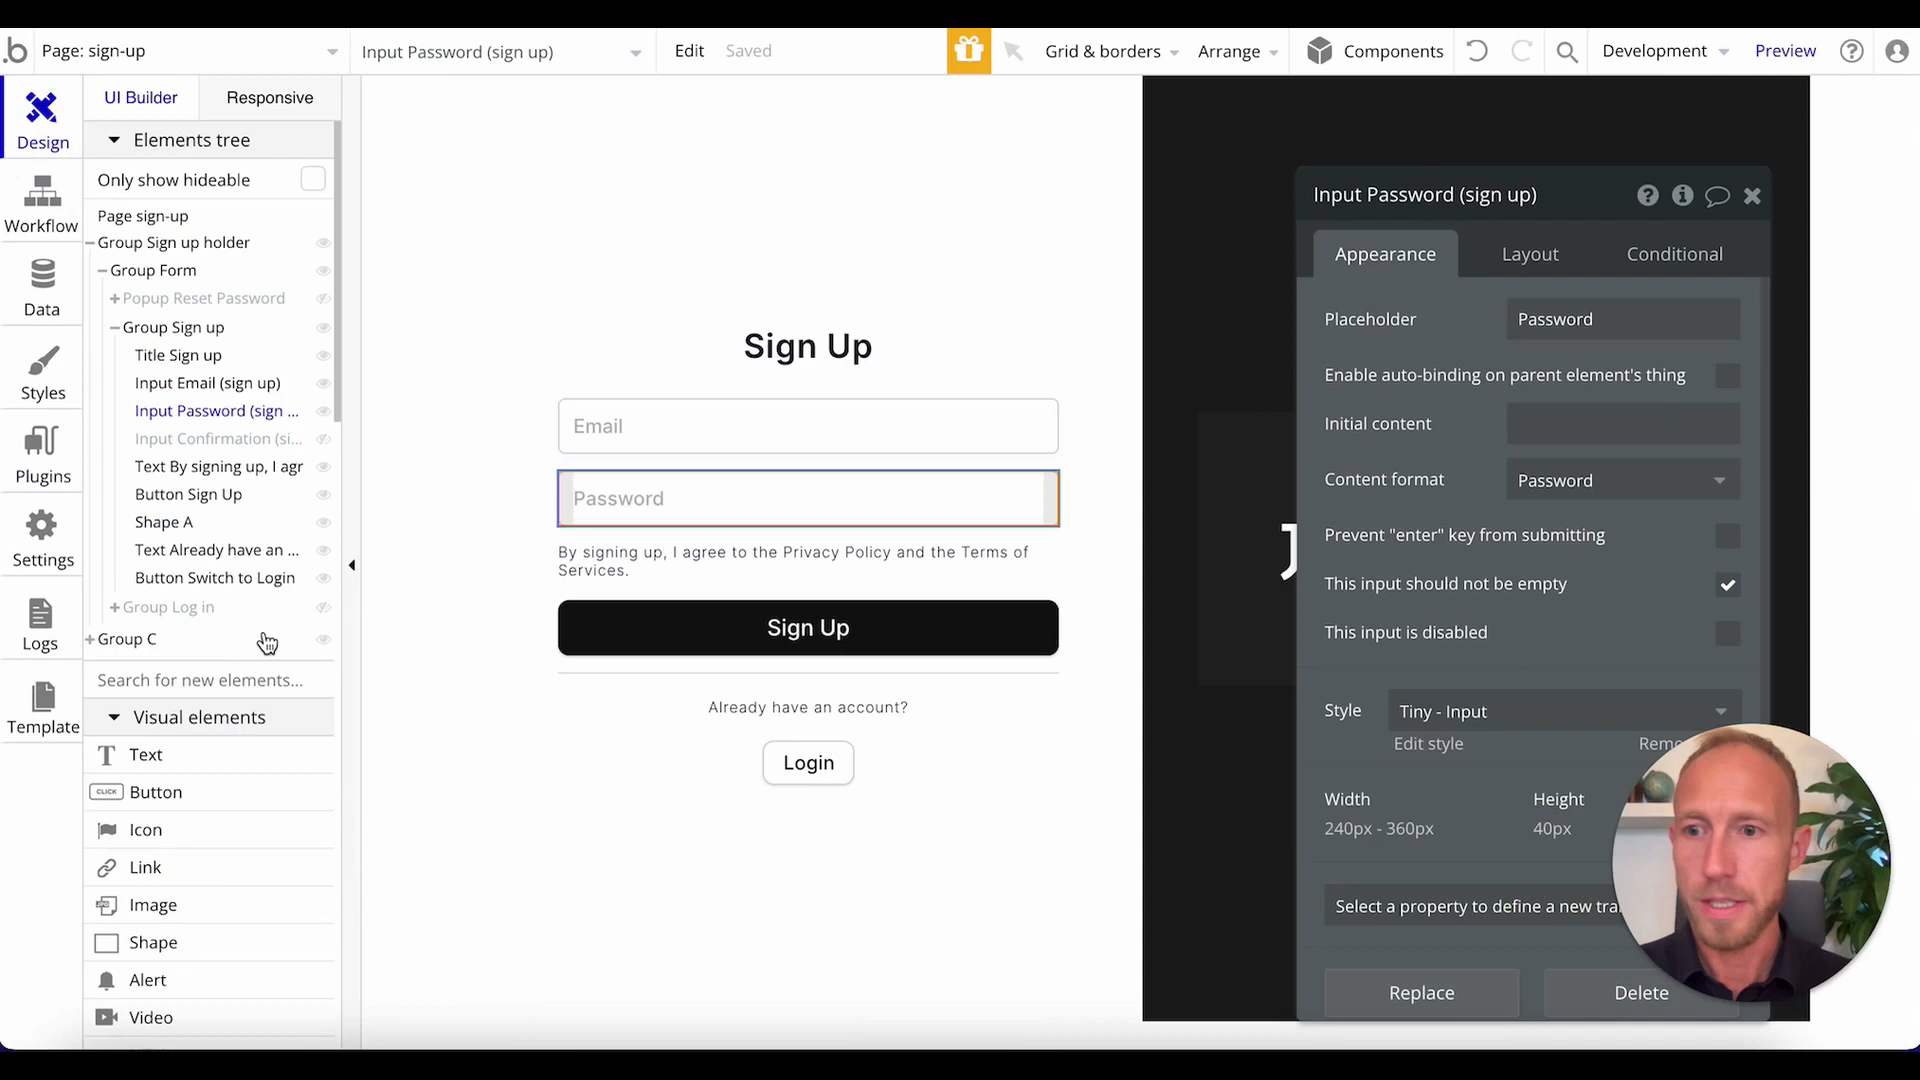 Page: sign-up
Input Password (sign up)
Edit
Saved
Grid & borders
Arrange
Components
Development
Preview
Design
Workflow
Data
Styles
Plugins
Settings
Logs
Template
UI Builder
Responsive
Elements tree
Only show hideable
Page sign-up
Group Sign up holder
Group Form
Popup Reset Password
Group Sign up
Title Sign up
Input Email (sign up)
Input Password (sign ...
Input Confirmation (si...
Text By signing up, I agr
Button Sign Up
Shape A
Text Already have an ...
Button Switch to Login
Group Log in
Group C
Search for new elements...
Visual elements
Text
CLICK Button
Icon
Link
Image
Shape
Alert
Video
Sign Up
Email
Password
By signing up, I agree to the Privacy Policy and the Terms of
Services.
Sign Up
Already have an account?
Login
J
Input Password (sign up)
Appearance
Layout
Conditional
Placeholder
Password
Enable auto-binding on parent element's thing
Initial content
Content format
Password
Prevent "enter" key from submitting
This input should not be empty
This input is disabled
Style
Tiny - Input
Edit style
Remo
Width
Height
240px - 360px
40px
Select a property to define a new tra
Replace
Delete